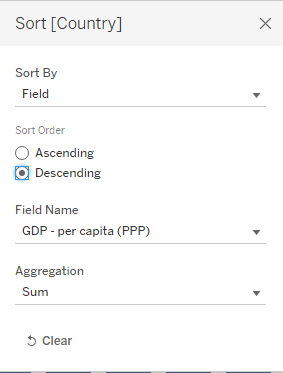 Sort [Country]
Sort By
Field
Sort Order
Ascending
Descending
Field Name
GDP - per capita (PPP)
Aggregation
Sum
Clear